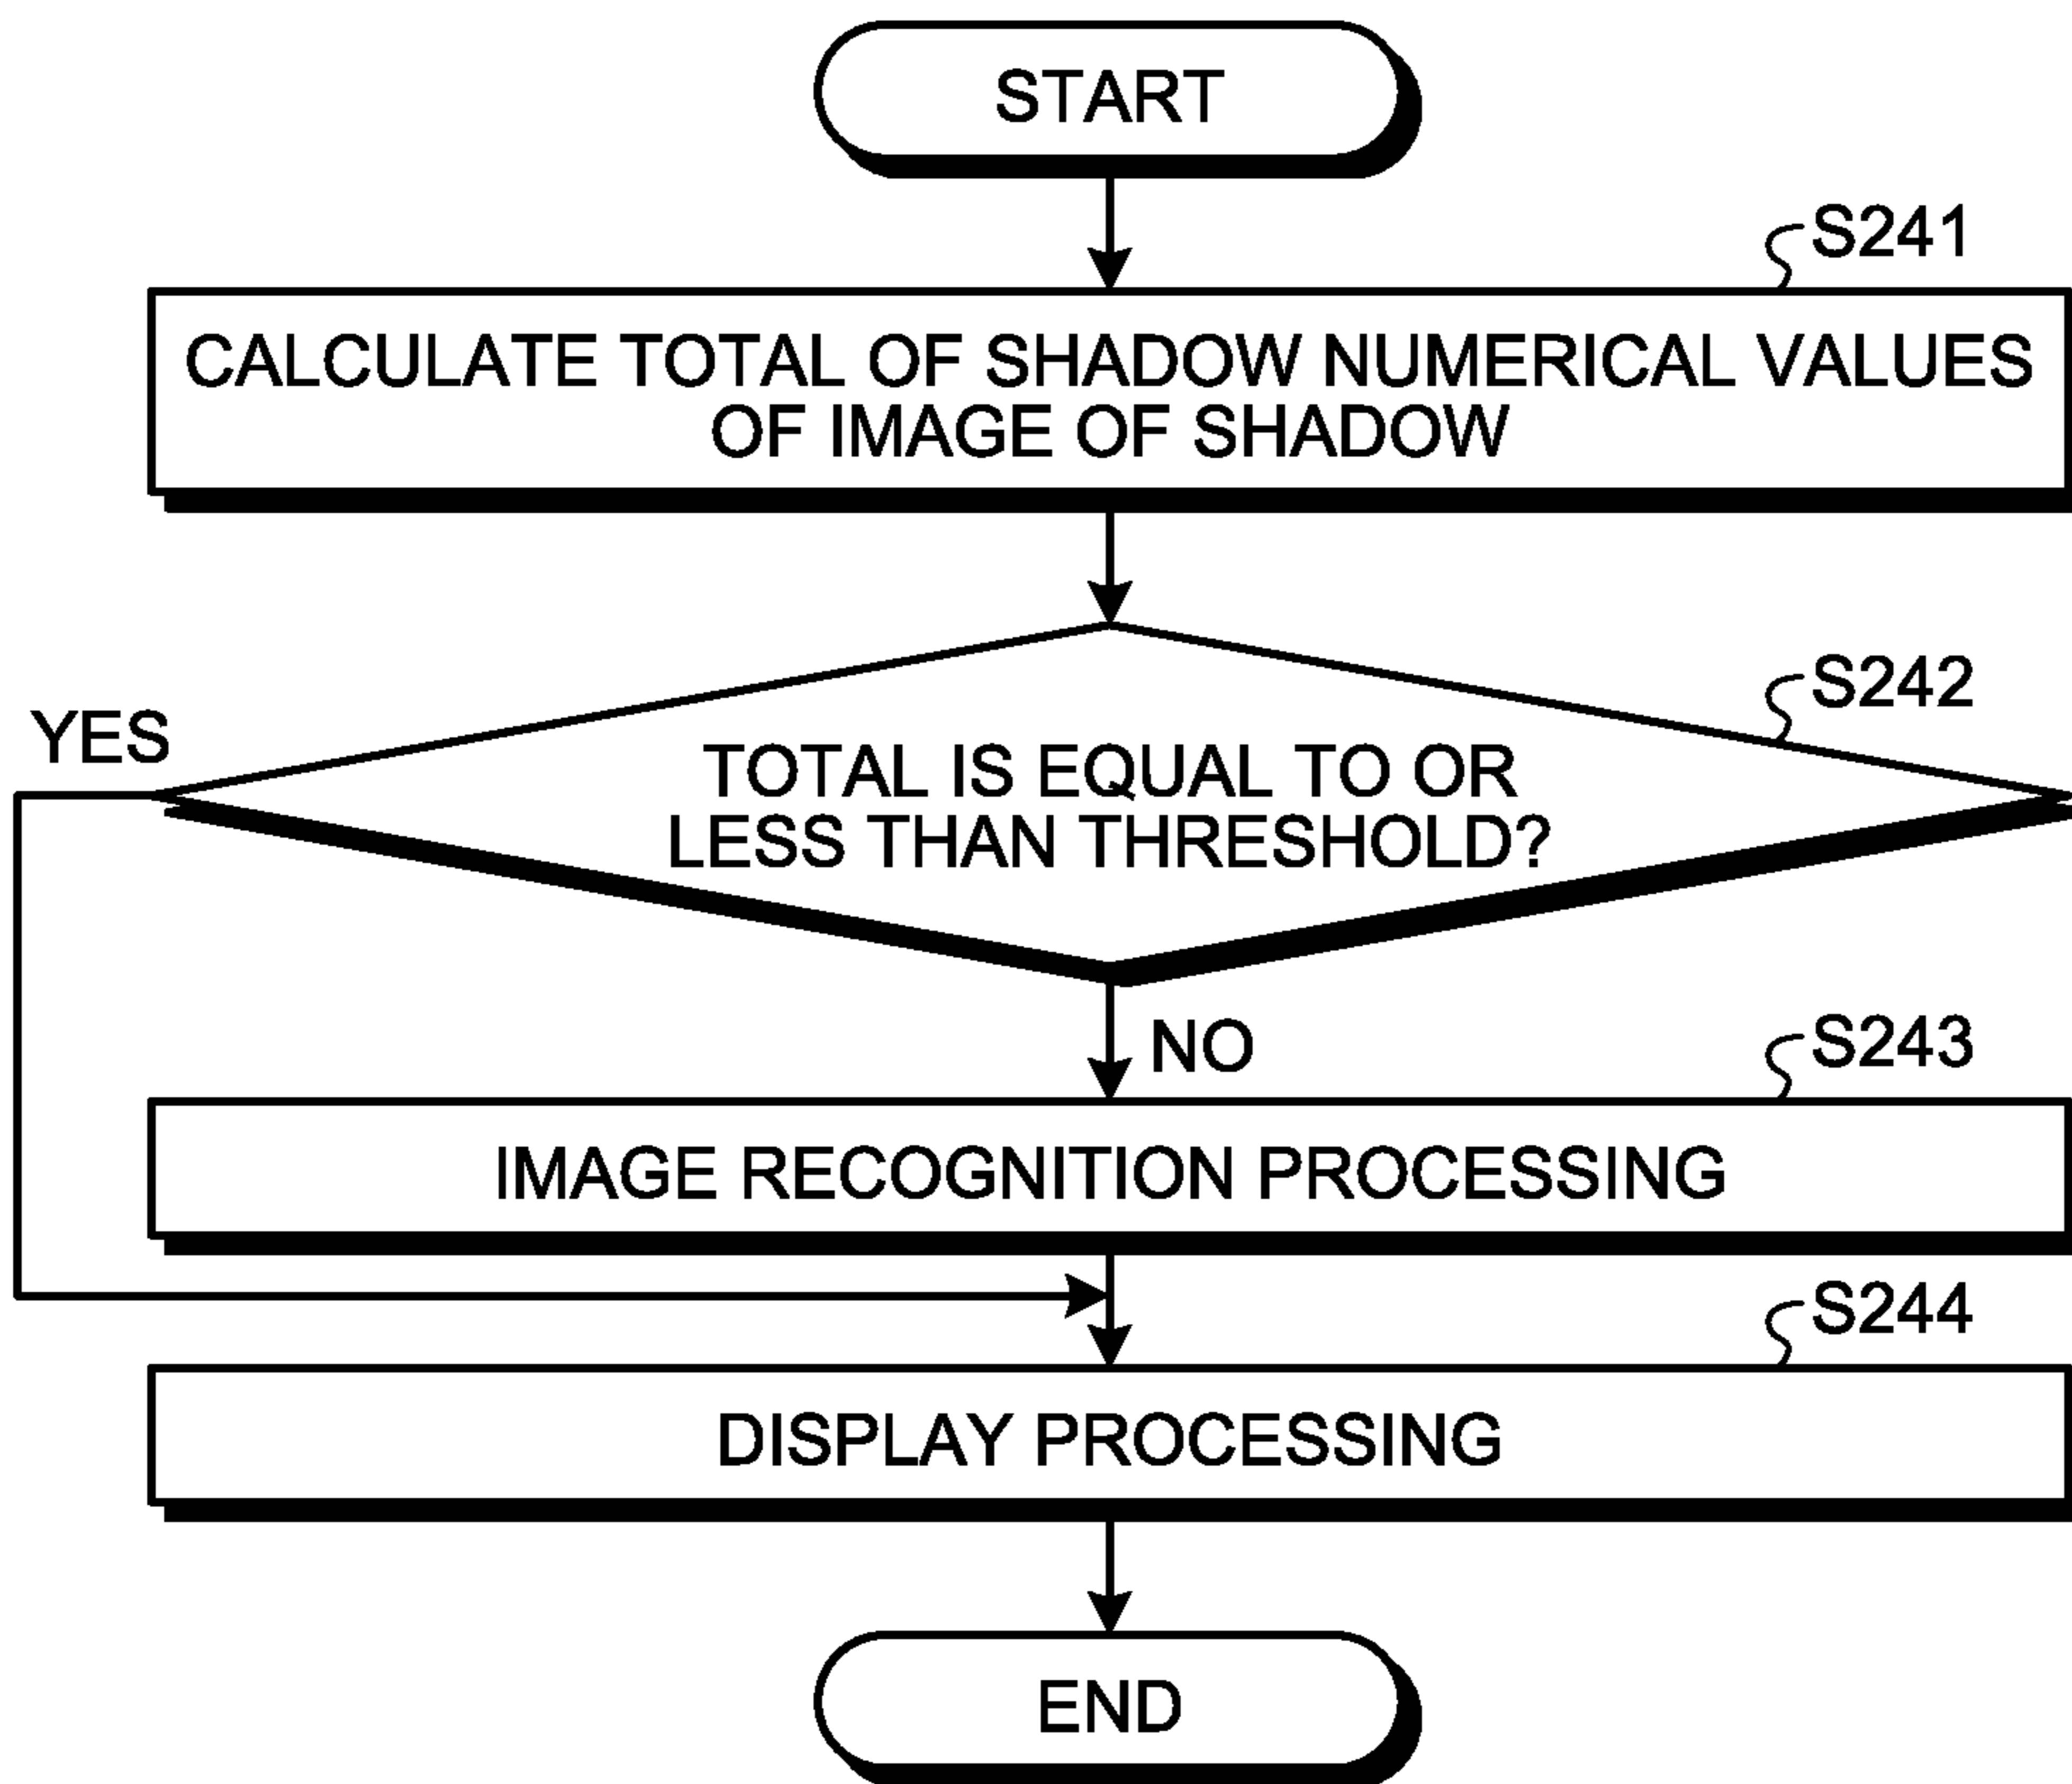 START
S241
CALCULATE TOTAL OF SHADOW NUMERICAL VALUES
OF IMAGE OF SHADOW
S242
YES
TOTAL IS EQUAL TO OR
LESS THAN THRESHOLD?
NO
S243
IMAGE RECOGNITION PROCESSING
S244
DISPLAY PROCESSING
END